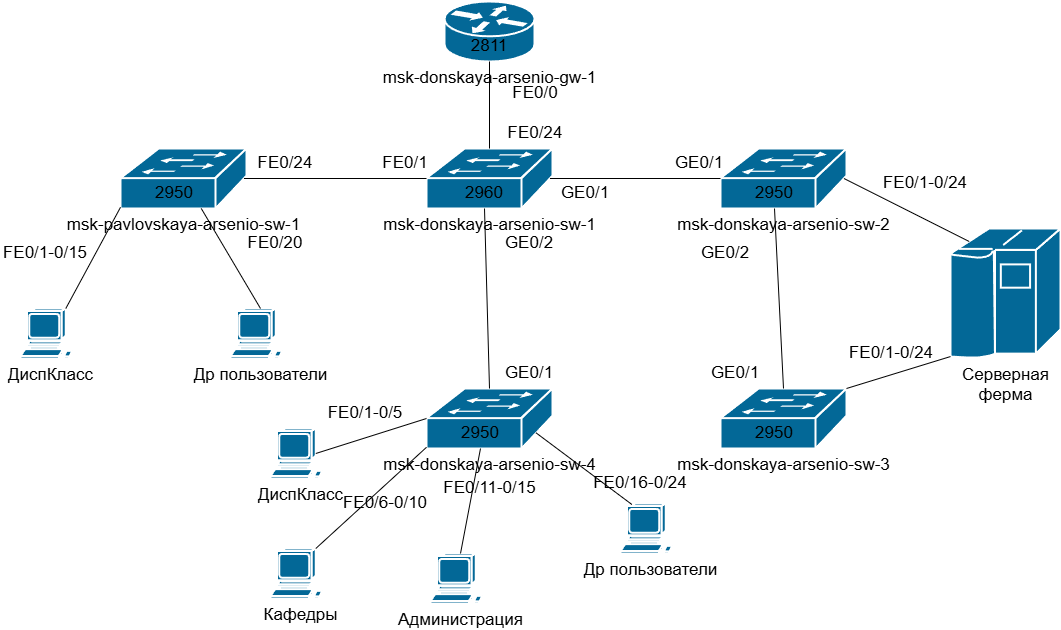 2811
msk-donskaya-arsenio-gw-1
FE0/0
FE0/24
FE0/24
FE0/1
GE0/1
FE0/1-0/24
2950
2960
2950
GE0/1
msk-pavlovskaya-arsenio-sw-1
msk-donskaya-arsenio-sw-1
msk-donskaya-arsenio-sw-2
FE0/1-0/15
FE0/20
GE0/2
GE0/2
ДиспКласс
Др пользователи
GE0/1
GE0/1
FE0/1-0/24
Серверная
ферма
FE0/1-0/5
2950
2950
msk-donskaya-arsenio-sw-4
msk-donskaya-arsenio-sw-3
ДиспКласс
FE0/6-0/10
FE0/11-0/15
FE0/16-0/24
Др пользователи
Кафедры
Администрация